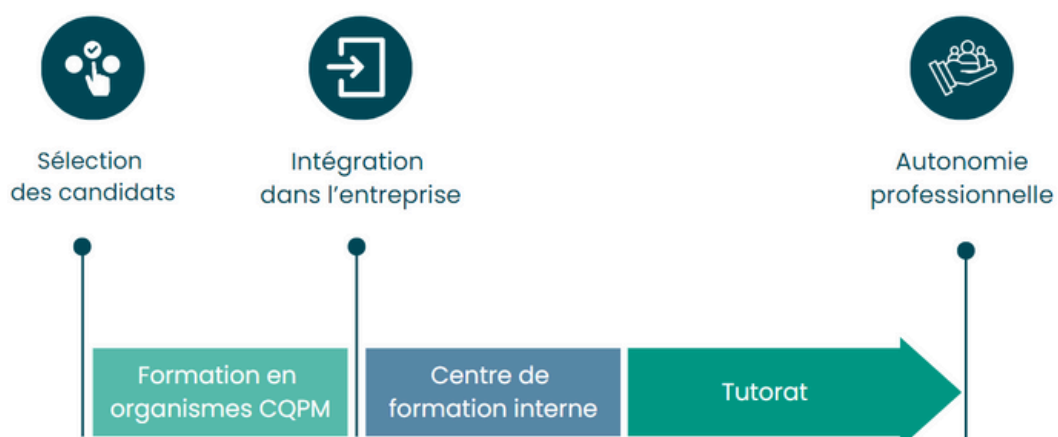 Sélection
des candidats
Intégration
dans l'entreprise
Autonomie
professionnelle
Formation en
organismes CQPM
Centre de
formation interne
Tutorat